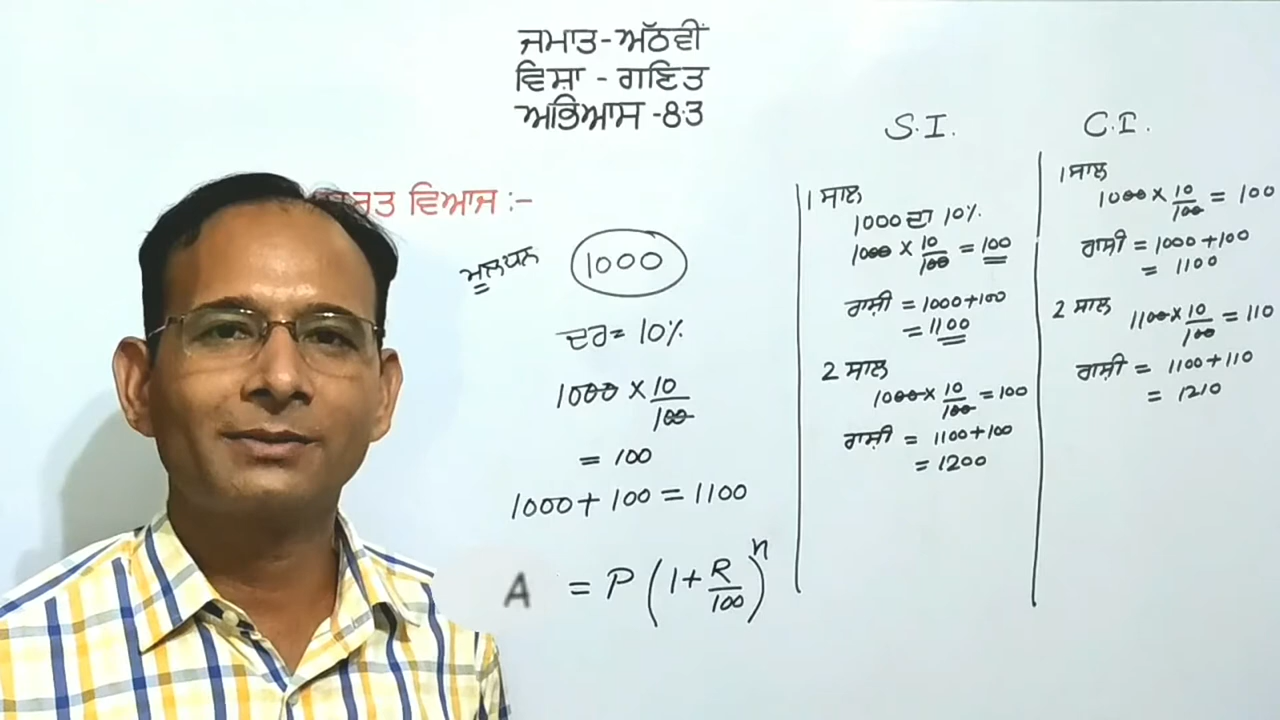 ਜਮਾਤ-ਅੱਠਵੀਂ
ਵਿਸ਼ਾ - ਗਣਿਤ
ਅਭਿਆਸ -8.3
ਵਿਆਜ :-
ਮੂਲਧਨ 1000
ਦਰ = 10%
1000 × 10/100
= 100
1000 + 100 = 1100
A = P (1 + R/100)^n
S.I.
1 ਸਾਲ
1000 ਦਾ 10%
1000 × 10/100 = 100
ਰਾਸ਼ੀ = 1000+100
= 1100
2 ਸਾਲ
1000 × 10/100 = 100
ਰਾਸ਼ੀ = 1100+100
= 1200
C.I.
1 ਸਾਲ
1000 × 10/100 = 100
ਰਾਸ਼ੀ = 1000 +100
= 1100
2 ਸਾਲ 1100 × 10/100 = 110
ਰਾਸ਼ੀ = 1100+110
= 1210